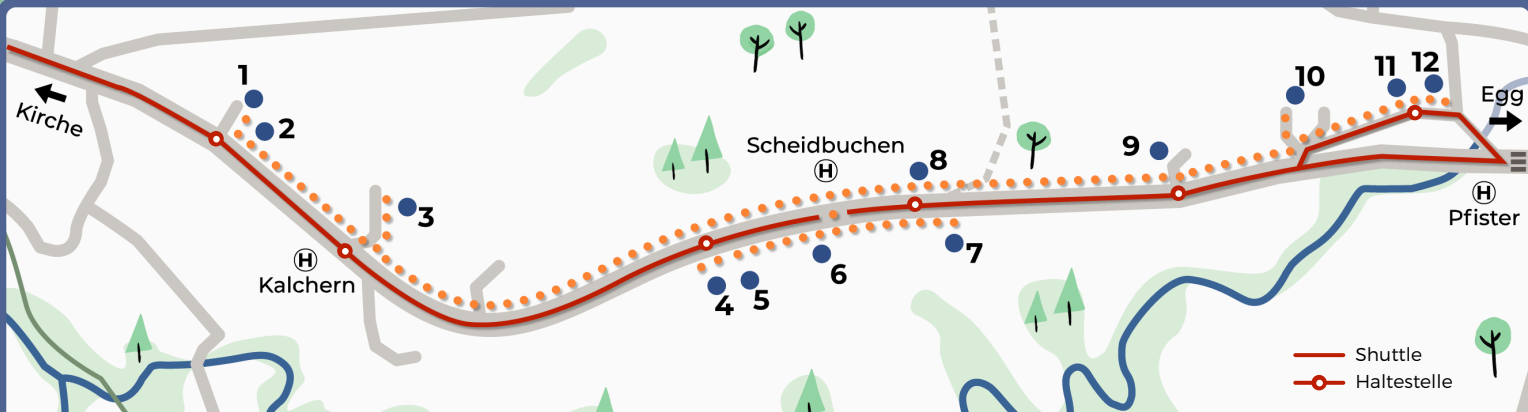 1
2
Kirche
3
H
Kalchern
Scheidbuchen
H
8
4
5
6
7
9
10
11
12
Egg
H
Pfister
Shuttle
Haltestelle